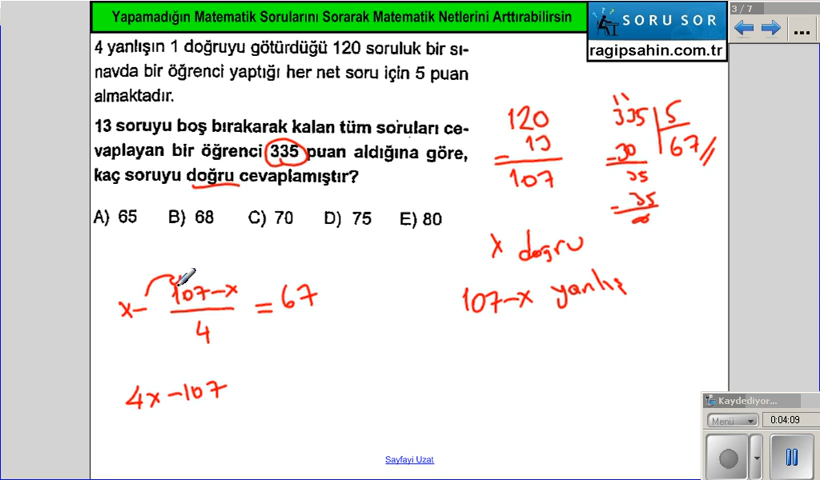 Yapamadığın Matematik Sorularını Sorarak Matematik Netlerini Arttırabilirsin
SORU SOR
ragipsahin.com.tr
3 / 7
...
4 yanlışın 1 doğruyu götürdüğü 120 soruluk bir sı-
navda bir öğrenci yaptığı her net soru için 5 puan
almaktadır.
13 soruyu boş bırakarak kalan tüm soruları ce-
vaplayan bir öğrenci 335 puan aldığına göre,
kaç soruyu doğru cevaplamıştır?
A) 65 B) 68 C) 70 D) 75 E) 80
120
13
107
335 5
67
30
35
35
x doğru
107-x yanlış
x- 107-x = 67
4
4x-107
Kaydediyor...
Menü
0:04:09
Sayfayi Uzat